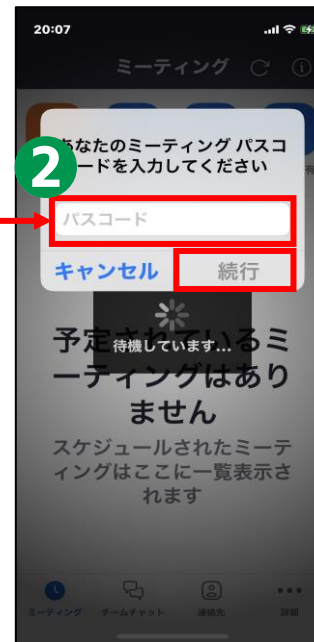 20:07
ミーティング
あなたのミーティング パスコ
ードを入力してください
2
パスコード
キャンセル
続行
待機しています...
予定されているミ
ーティングはあり
ません
スケジュールされたミーテ
ィングはここに一覧表示さ
れます
ミーティング
チームチャット
連絡先
詳細